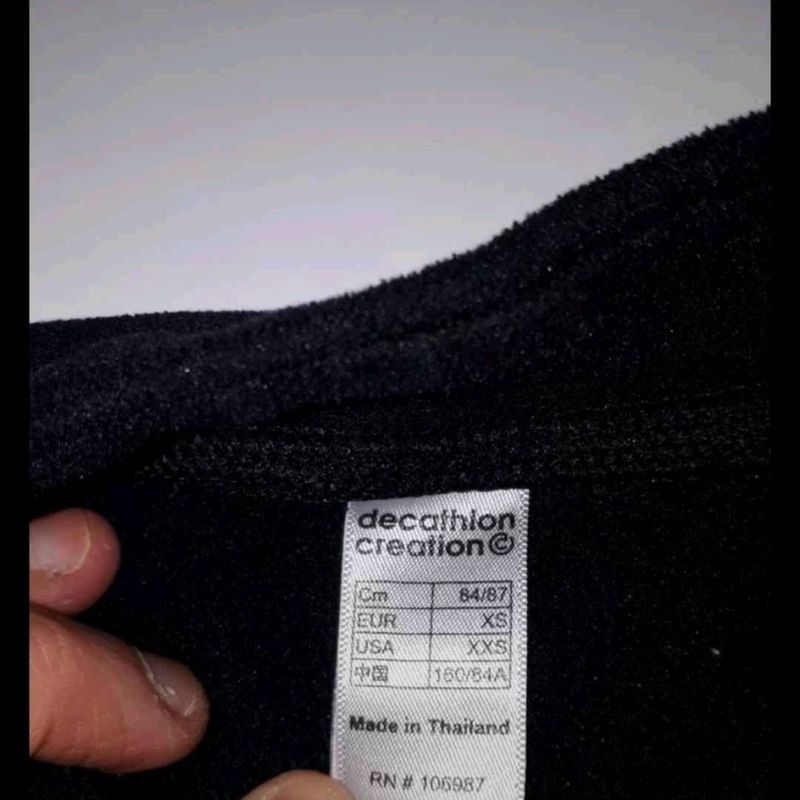 decathlon
creation©
Cm 84/87
EUR XS
USA XXS
中国 160/84A
Made in Thailand
RN # 106987